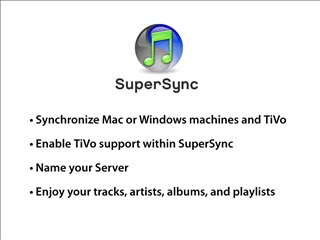 SuperSync
• Synchronize Mac or Windows machines and TiVo
• Enable TiVo support within SuperSync
• Name your Server
• Enjoy your tracks, artists, albums, and playlists